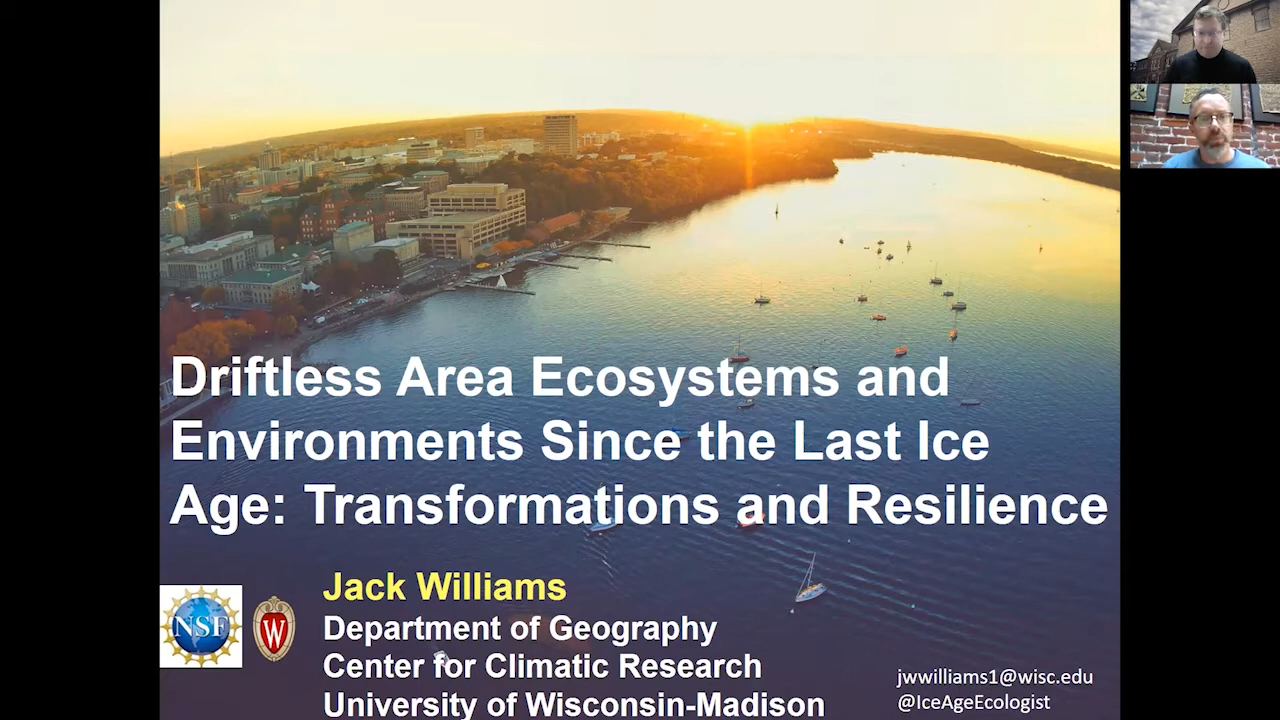 Driftless Area Ecosystems and
Environments Since the Last Ice
Age: Transformations and Resilience
Jack Williams
Department of Geography
Center for Climatic Research
University of Wisconsin-Madison
NSF
W
jwwilliams1@wisc.edu
@IceAgeEcologist